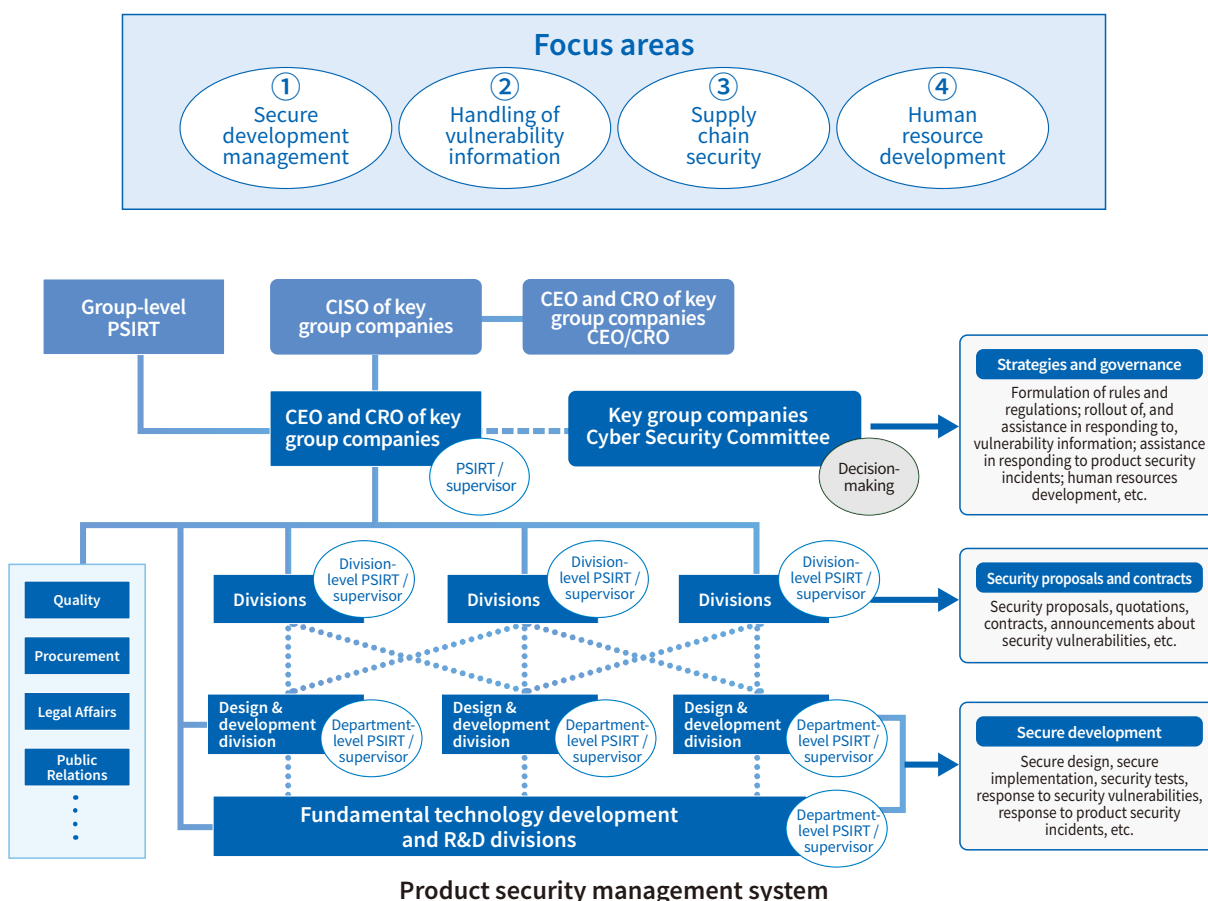 Focus areas
①
Secure
development
management
②
Handling of
vulnerability
information
③
Supply
chain
security
④
Human
resource
development
Group-level
PSIRT
CISO of key
group companies
CEO and CRO of key
group companies
CEO/CRO
CEO and CRO of key
group companies
PSIRT /
supervisor
Key group companies
Cyber Security Committee
Decision-
making
Strategies and governance
Formulation of rules and
regulations; rollout of, and
assistance in responding to,
vulnerability information; assistance
in responding to product security
incidents; human resources
development, etc.
Quality
Procurement
Legal Affairs
Public
Relations
Divisions
Division-
level PSIRT /
supervisor
Divisions
Division-
level PSIRT /
supervisor
Divisions
Division-
level PSIRT /
supervisor
Security proposals and contracts
Security proposals, quotations,
contracts, announcements about
security vulnerabilities, etc.
Design &
development
division
Department-
level PSIRT /
supervisor
Design &
development
division
Department-
level PSIRT /
supervisor
Design &
development
division
Department-
level PSIRT /
supervisor
Secure development
Secure design, secure
implementation, security tests,
response to security vulnerabilities,
response to product security
incidents, etc.
Fundamental technology development
and R&D divisions
Department-
level PSIRT /
supervisor
Product security management system